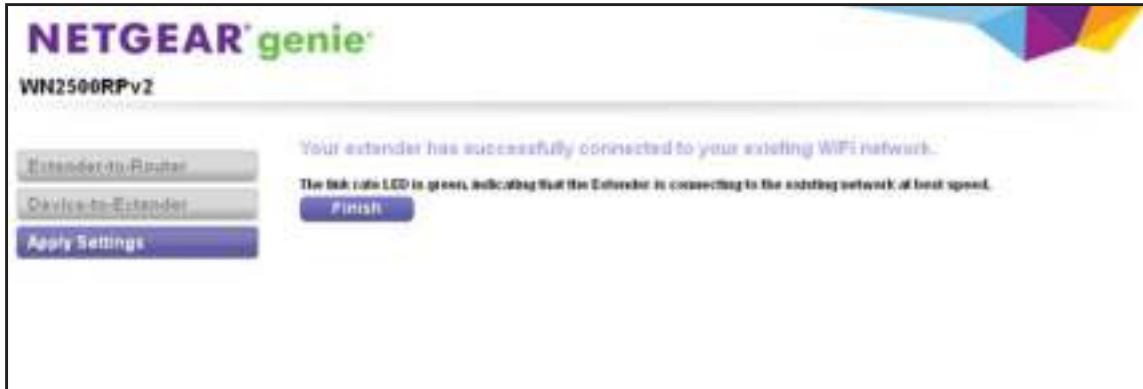 NETGEAR® genie®
WN2500RPv2
Extender-to-Router
Device-to-Extender
Apply Settings
Your extender has successfully connected to your existing WiFi network.
The link rate LED is green, indicating that the Extender is connecting to the existing network at best speed.
Finish